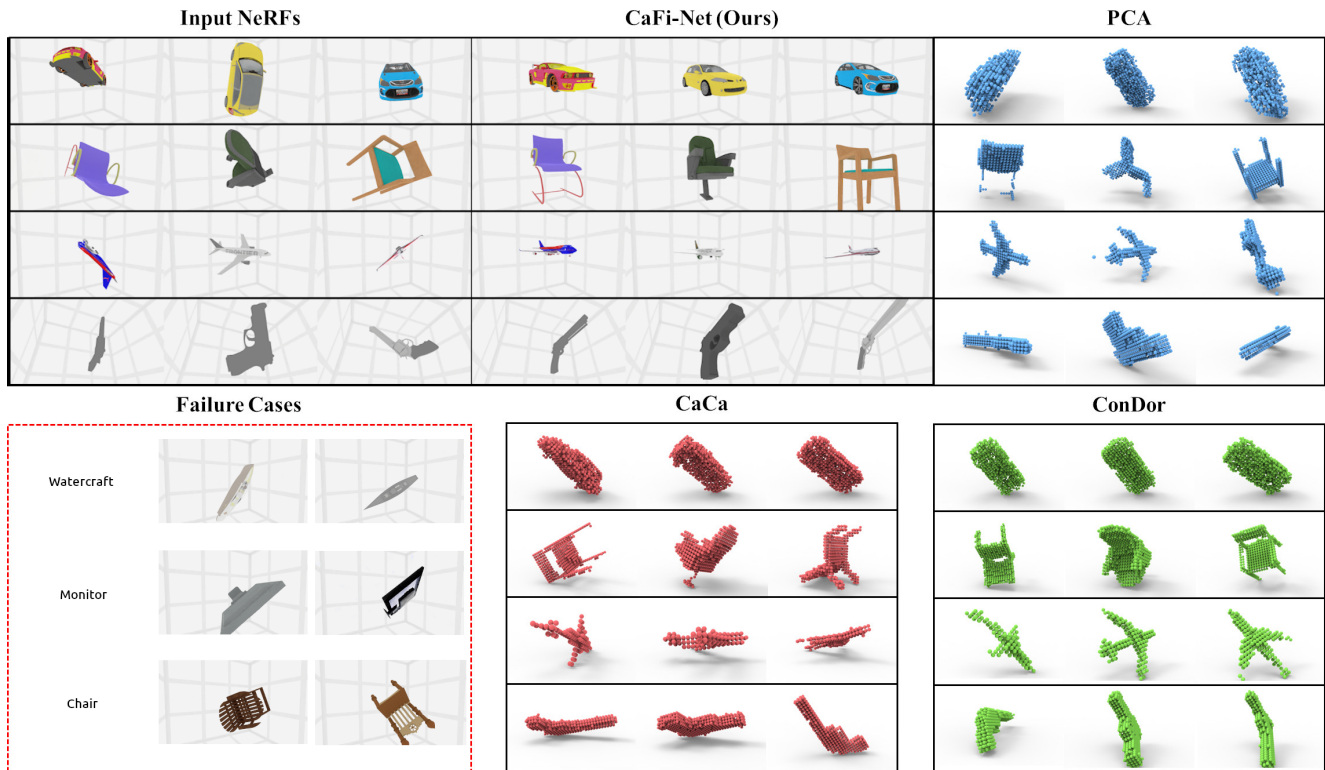 Input NeRFs
CaFi-Net (Ours)
PCA
Failure Cases
CaCa
ConDor
Watercraft
Monitor
Chair